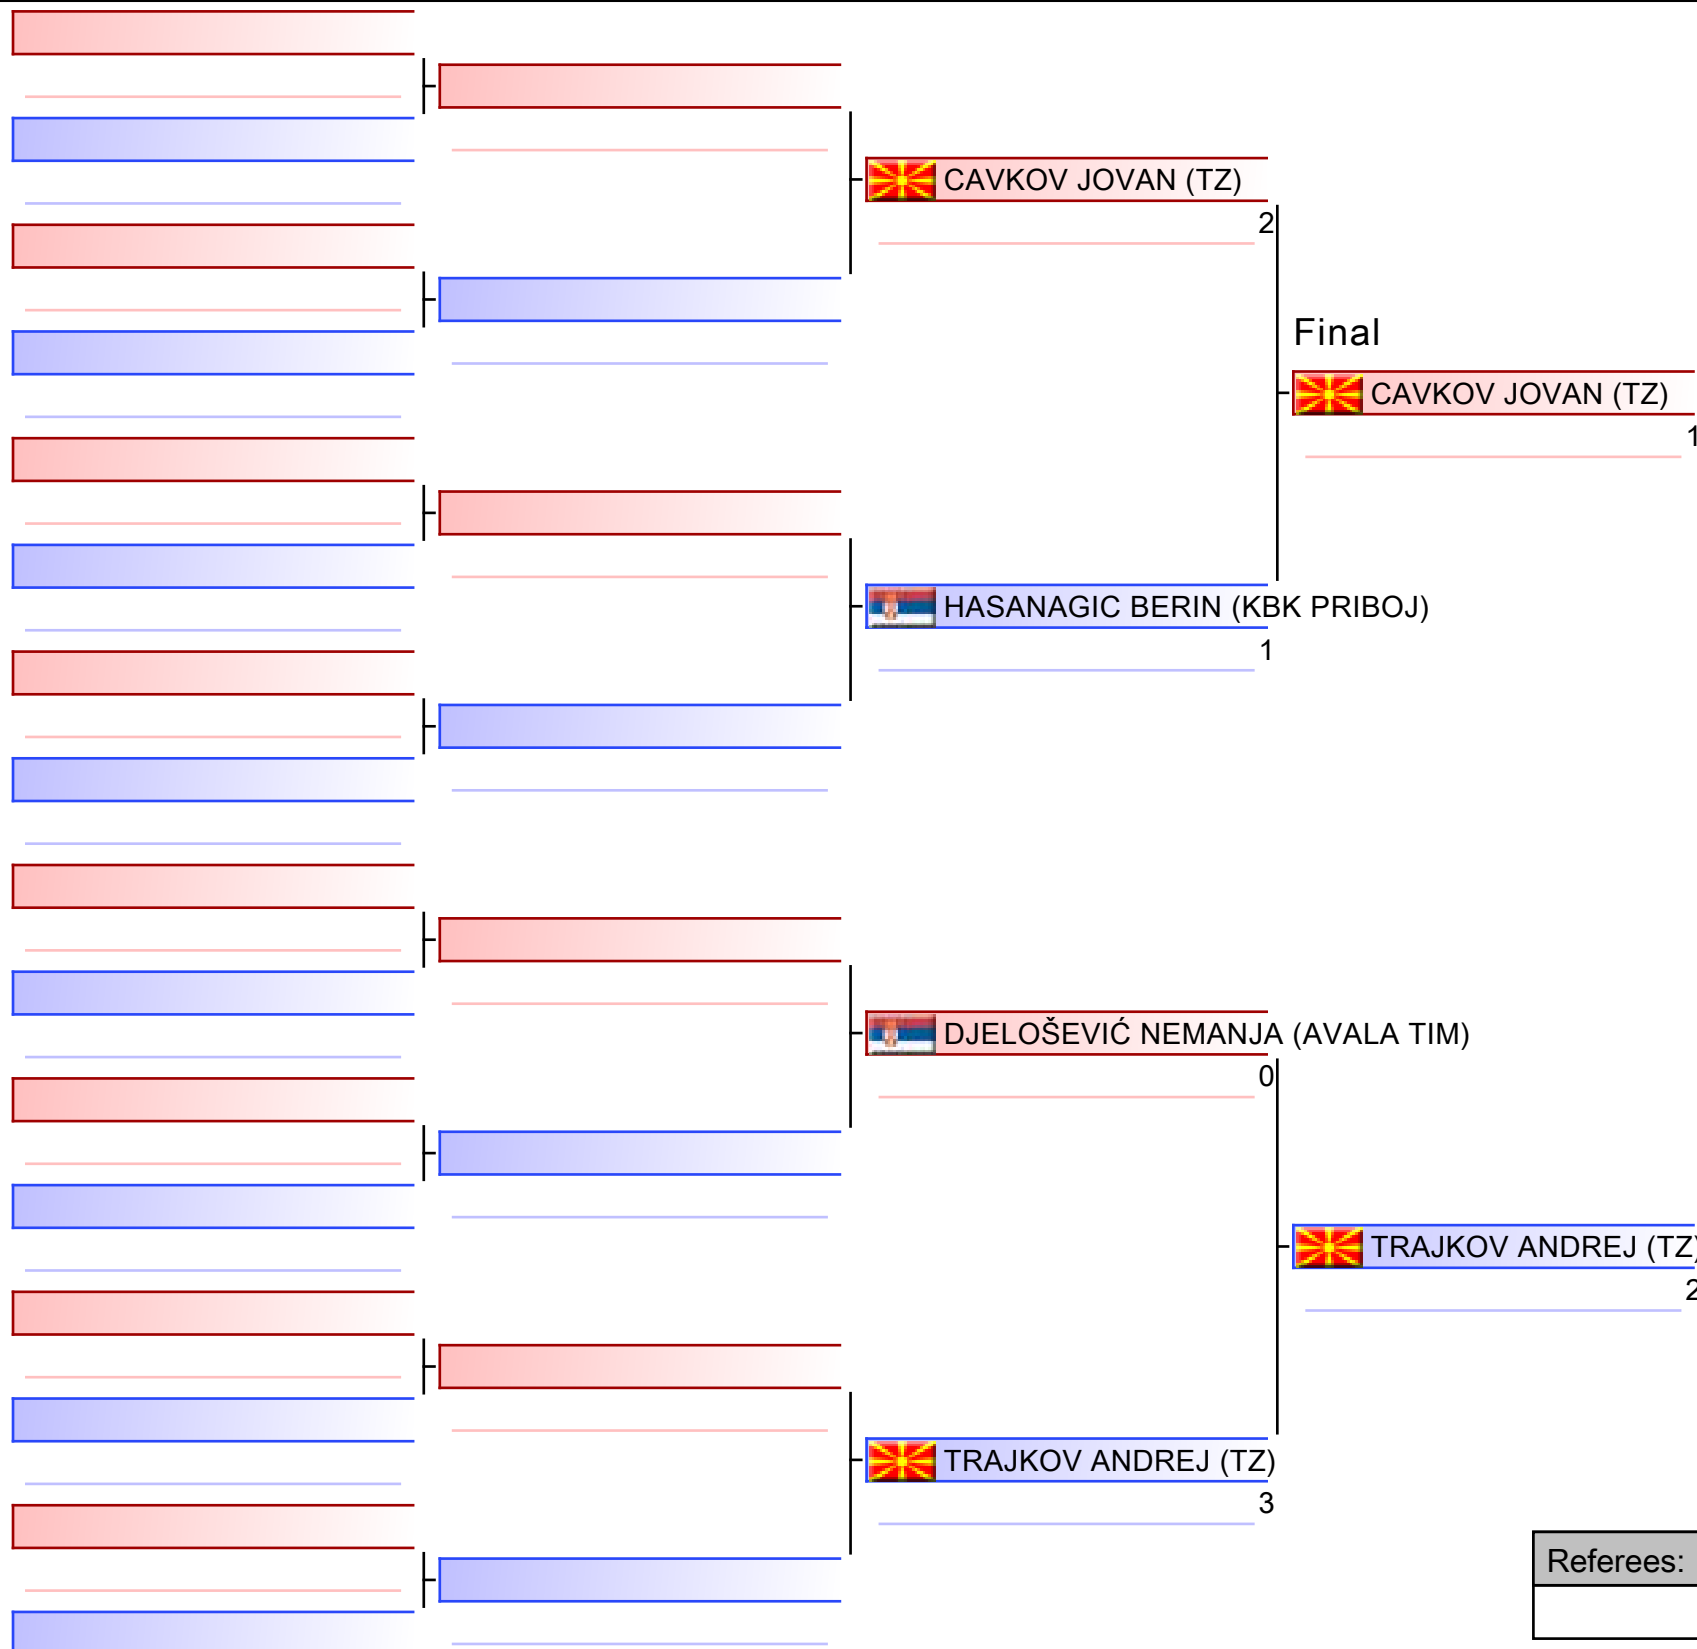 CAVKOV JOVAN (TZ)
2
Final
CAVKOV JOVAN (TZ)
1
HASANAGIC BERIN (KBK PRIBOJ)
1
DJELOŠEVIĆ NEMANJA (AVALA TIM)
0
TRAJKOV ANDREJ (TZ)
2
TRAJKOV ANDREJ (TZ)
3
Referees: